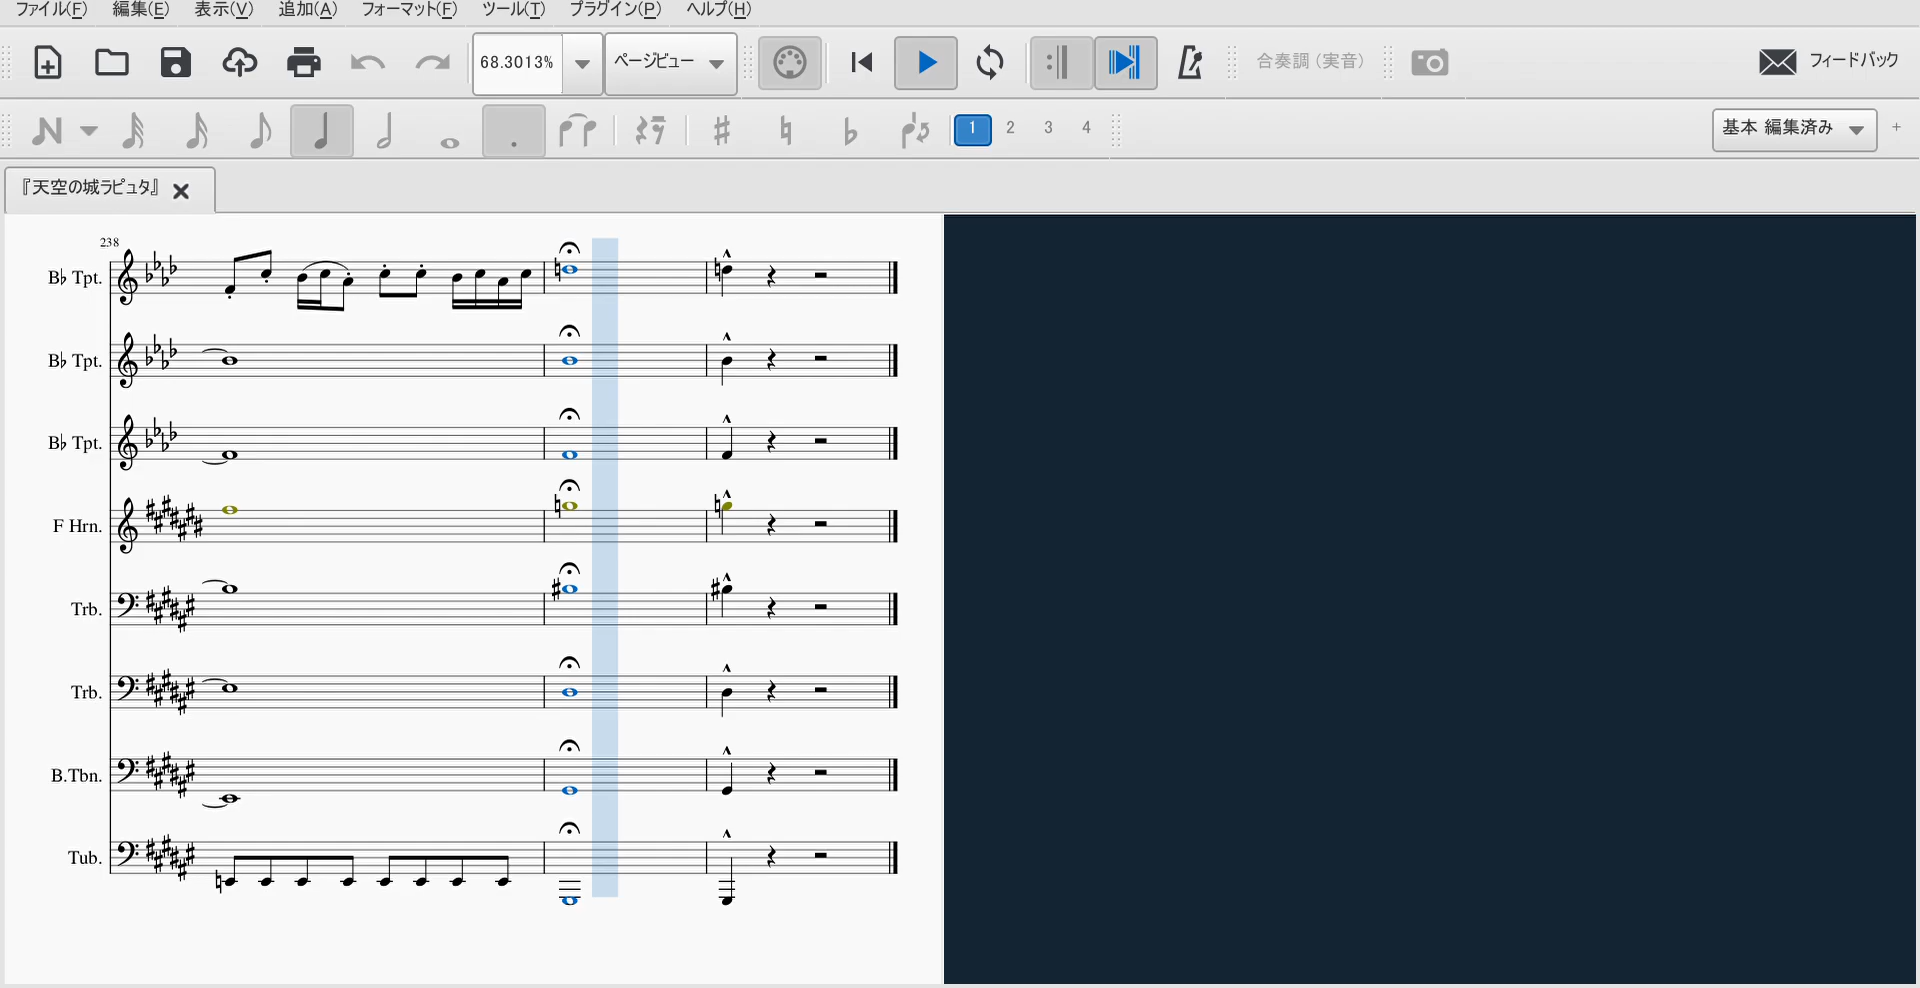 ファイル(F) 編集(E) 表示(V) 追加(A) フォーマット(F) ツール(T) プラグイン(P) ヘルプ(H)
68.3013% ページビュー 合奏調 (実音) フィードバック
1 2 3 4 基本 編集済み +
『天空の城ラピュタ』
238
B♭ Tpt.
B♭ Tpt.
B♭ Tpt.
F Hrn.
Trb.
Trb.
B.Tbn.
Tub.